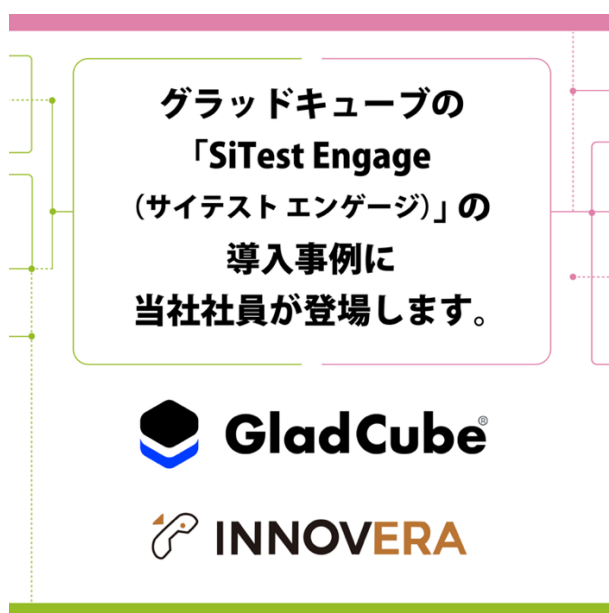 グラッドキューブの
「SiTest Engage
（サイテスト エンゲージ）」の
導入事例に
当社社員が登場します。
GladCube®
INNOVERA